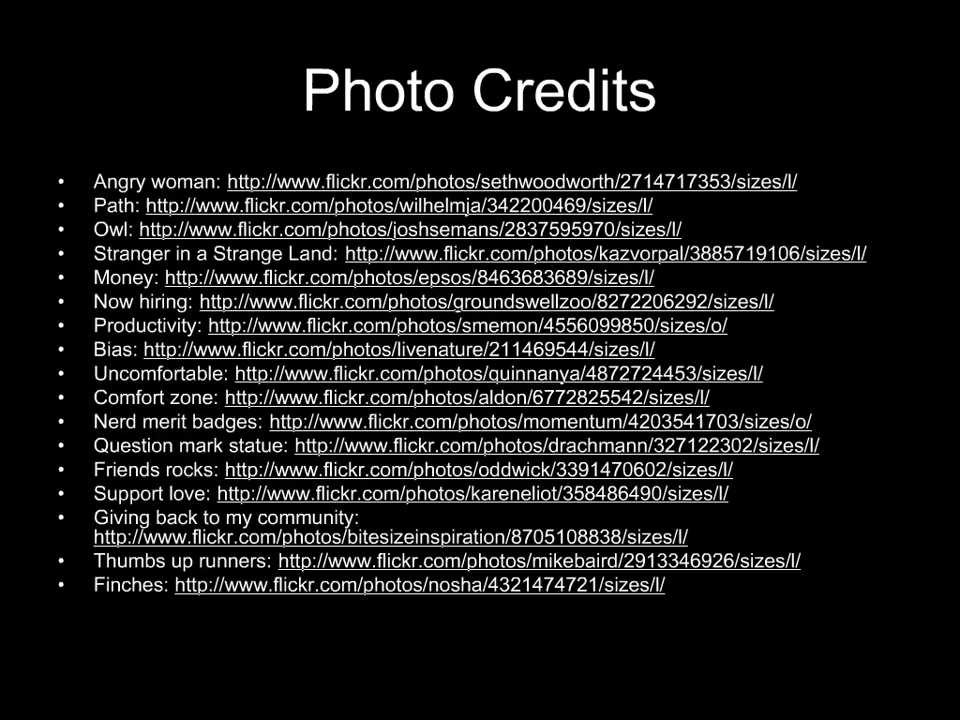 Photo Credits
• Angry woman: http://www.flickr.com/photos/sethwoodworth/2714717353/sizes/l/
• Path: http://www.flickr.com/photos/wilhelmja/342200469/sizes/l/
• Owl: http://www.flickr.com/photos/joshsemans/2837595970/sizes/l/
• Stranger in a Strange Land: http://www.flickr.com/photos/kazvorpal/3885719106/sizes/l/
• Money: http://www.flickr.com/photos/epsos/8463683689/sizes/l/
• Now hiring: http://www.flickr.com/photos/groundswellzoo/8272206292/sizes/l/
• Productivity: http://www.flickr.com/photos/smemon/4556099850/sizes/o/
• Bias: http://www.flickr.com/photos/livenature/211469544/sizes/l/
• Uncomfortable: http://www.flickr.com/photos/quinnanya/4872724453/sizes/l/
• Comfort zone: http://www.flickr.com/photos/aldon/6772825542/sizes/l/
• Nerd merit badges: http://www.flickr.com/photos/momentum/4203541703/sizes/o/
• Question mark statue: http://www.flickr.com/photos/drachmann/327122302/sizes/l/
• Friends rocks: http://www.flickr.com/photos/oddwick/3391470602/sizes/l/
• Support love: http://www.flickr.com/photos/kareneliot/358486490/sizes/l/
• Giving back to my community:
http://www.flickr.com/photos/bitesizeinspiration/8705108838/sizes/l/
• Thumbs up runners: http://www.flickr.com/photos/mikebaird/2913346926/sizes/l/
• Finches: http://www.flickr.com/photos/nosha/4321474721/sizes/l/